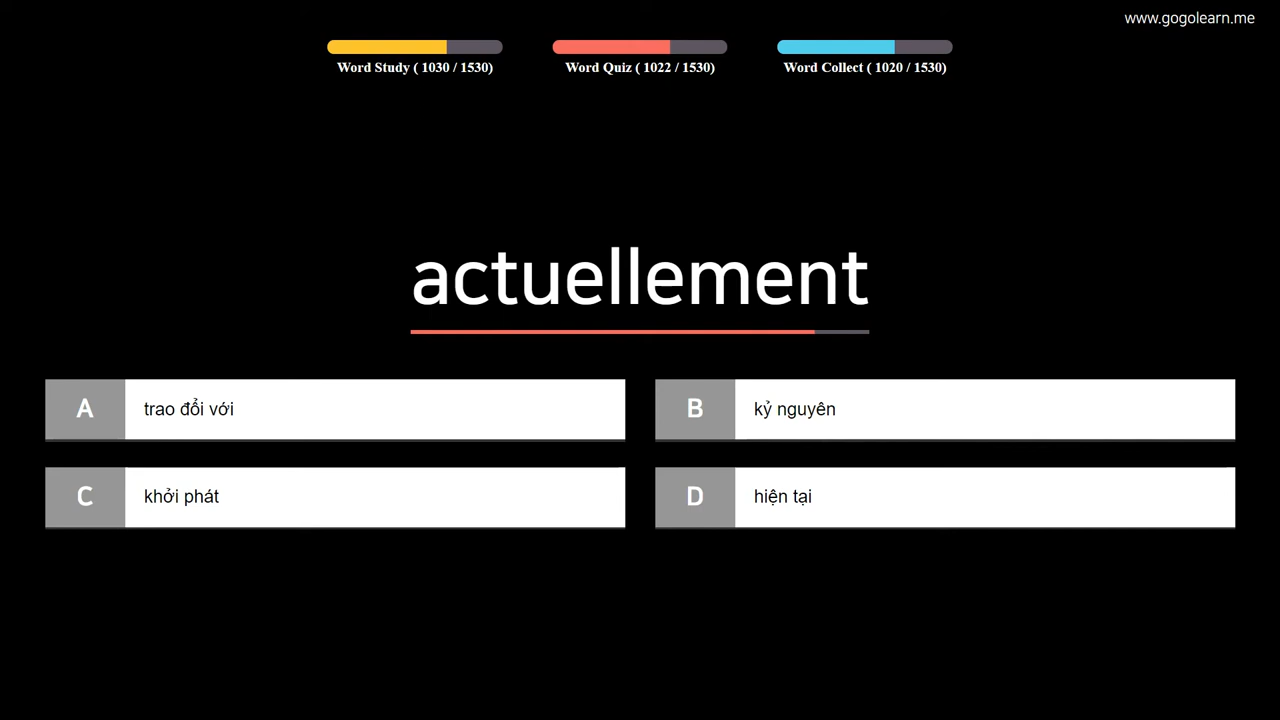 www.gogolearn.me
Word Study ( 1030 / 1530)
Word Quiz ( 1022 / 1530)
Word Collect ( 1020 / 1530)
actuellement
A trao đổi với
B kỷ nguyên
C khởi phát
D hiện tại